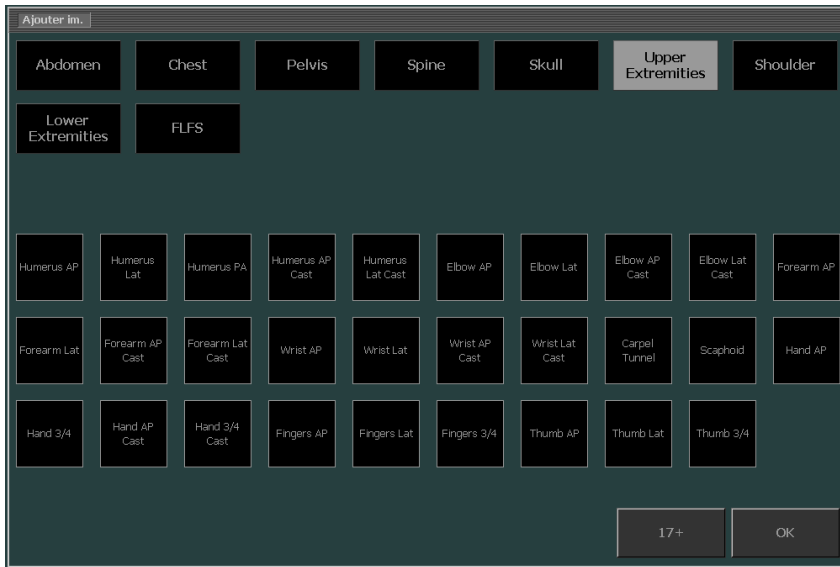 Ajouter im.
Abdomen
Chest
Pelvis
Spine
Skull
Upper
Extremities
Shoulder
Lower
Extremities
FLFS
Humerus AP
Humerus
Lat
Humerus PA
Humerus AP
Cast
Humerus
Lat Cast
Elbow AP
Elbow Lat
Elbow AP
Cast
Elbow Lat
Cast
Forearm AP
Forearm Lat
Forearm AP
Cast
Forearm Lat
Cast
Wrist AP
Wrist Lat
Wrist AP
Cast
Wrist Lat
Cast
Carpel
Tunnel
Scaphoid
Hand AP
Hand 3/4
Hand AP
Cast
Hand 3/4
Cast
Fingers AP
Fingers Lat
Fingers 3/4
Thumb AP
Thumb Lat
Thumb 3/4
17+
OK